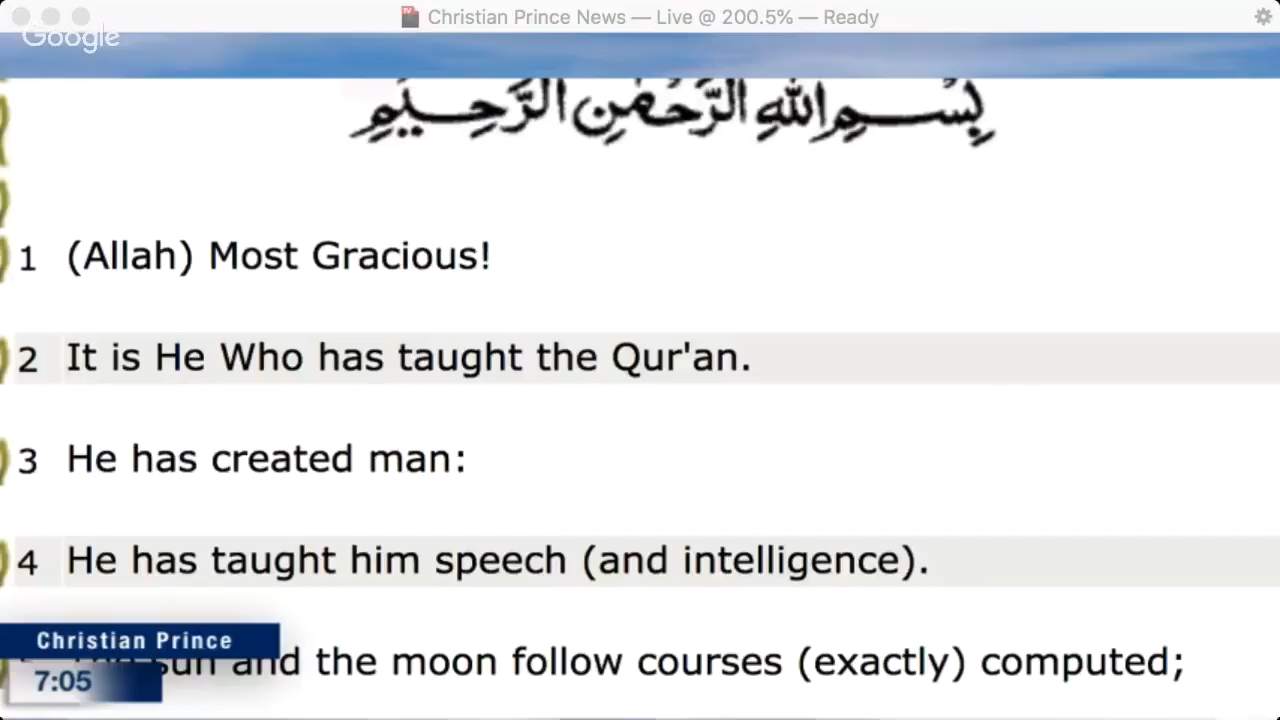 Christian Prince News — Live @ 200.5% — Ready
Google
بِسْمِ اللهِ الرَّحْمٰنِ الرَّحِيْمِ
1 (Allah) Most Gracious!
2 It is He Who has taught the Qur'an.
3 He has created man:
4 He has taught him speech (and intelligence).
Christian Prince
sun and the moon follow courses (exactly) computed;
7:05